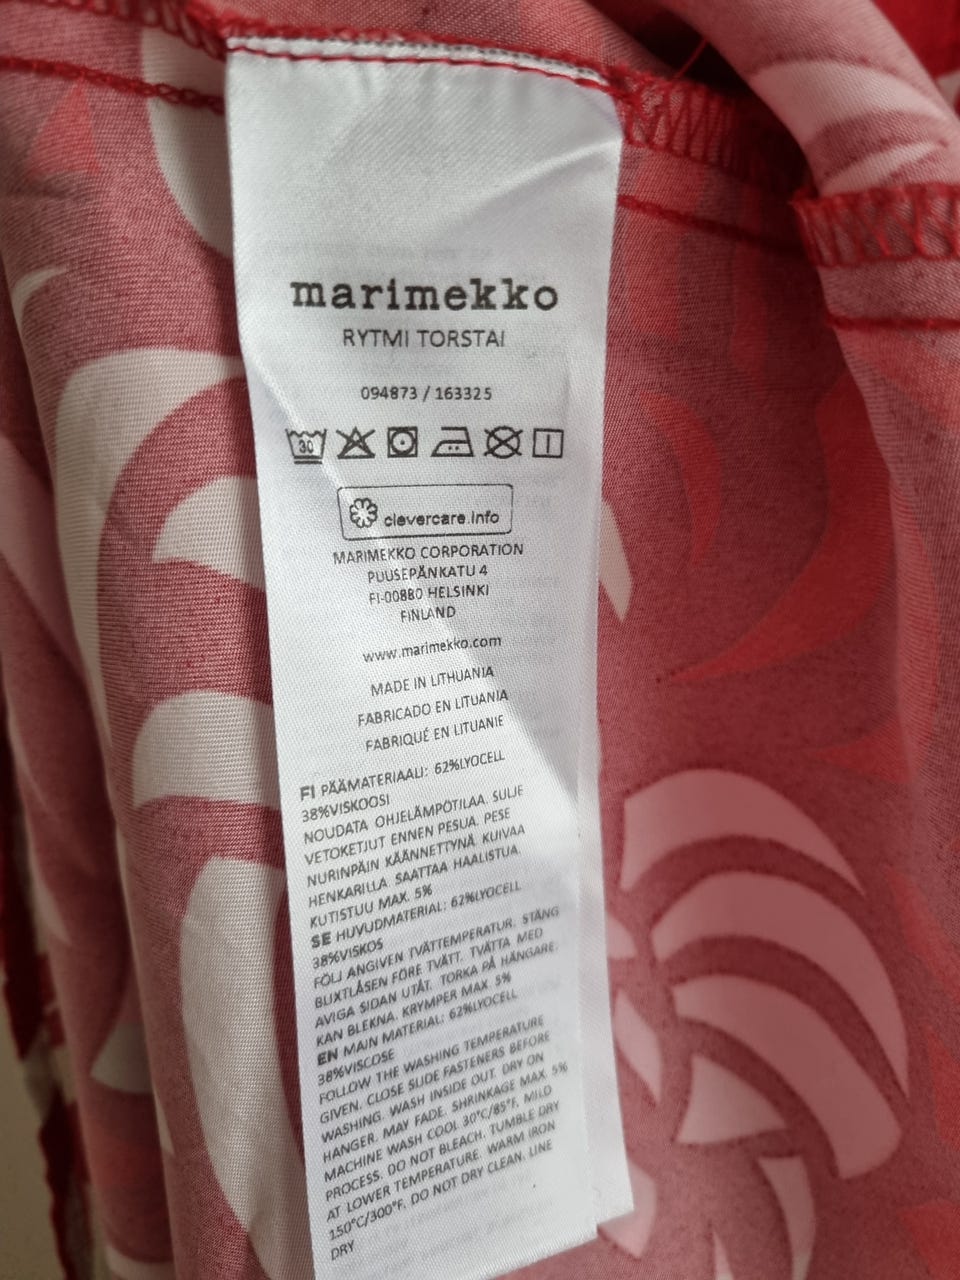 marimekko
RYTMI TORSTAI
094873 / 163325
30
clevercare.info
MARIMEKKO CORPORATION
PUUSEPÄNKATU 4
FI-00880 HELSINKI
FINLAND
www.marimekko.com
MADE IN LITHUANIA
FABRICADO EN LITUANIA
FABRIQUÉ EN LITUANIE
FI PÄÄMATERIAALI: 62%LYOCELL
38%VISKOOSI
NOUDATA OHJELÄMPÖTILAA. SULJE
VETOKETJUT ENNEN PESUA. PESE
NURINPÄIN KÄÄNNETTYNÄ. KUIVAA
HENKARILLA. SAATTAA HAALISTUA.
KUTISTUU MAX. 5%
SE HUVUDMATERIAL: 62%LYOCELL
38%VISKOS
FÖLJ ANGIVEN TVÄTTEMPERATUR. STÄNG
BLIXTLÅSEN FÖRE TVÄTT. TVÄTTA MED
AVIGA SIDAN UTÅT. TORKA PÅ HÄNGARE.
KAN BLEKNA. KRYMPER MAX. 5%
EN MAIN MATERIAL: 62%LYOCELL
38%VISCOSE
FOLLOW THE WASHING TEMPERATURE
GIVEN. CLOSE SLIDE FASTENERS BEFORE
WASHING. WASH INSIDE OUT. DRY ON
HANGER. MAY FADE. SHRINKAGE MAX. 5%
MACHINE WASH COOL 30°C/85°F. MILD
PROCESS. DO NOT BLEACH. TUMBLE DRY
AT LOWER TEMPERATURE. WARM IRON
150°C/300°F. DO NOT DRY CLEAN. LINE
DRY